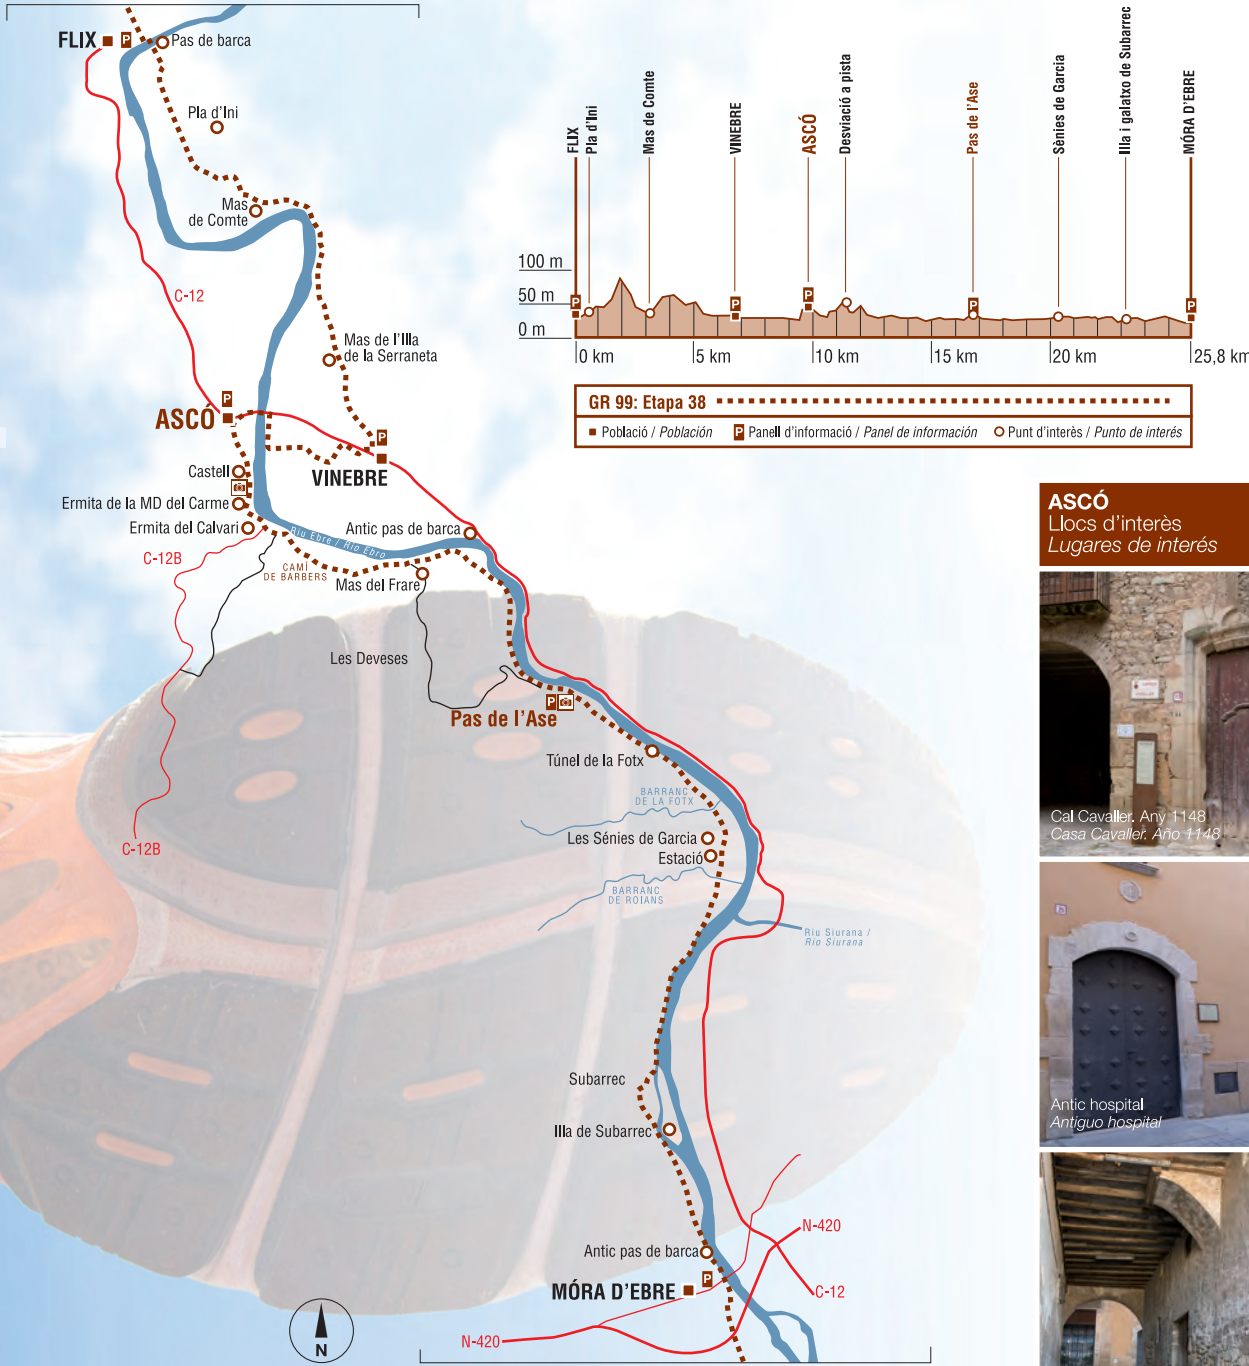 FLIX
P
Pas de barca
Pla d'Ini
Mas
de Comte
C-12
Mas de l'Illa
de la Serraneta
P
ASCÓ
P
VINEBRE
Castell
Ermita de la MD del Carme
Ermita del Calvari
Antic pas de barca
Riu Ebre / Río Ebro
C-12B
CAMÍ
DE BARBERS
Mas del Frare
Les Deveses
P
Pas de l'Ase
Túnel de la Fotx
BARRANC
DE LA FOTX
Les Sénies de Garcia
Estació
C-12B
BARRANC
DE ROIANS
Riu Siurana /
Río Siurana
Subarrec
Illa de Subarrec
Antic pas de barca
N-420
P
MÓRA D'EBRE
C-12
N-420
N
FLIX
Pla d'Ini
Mas de Comte
VINEBRE
ASCÓ
Desviació a pista
Pas de l'Ase
Sènies de Garcia
Illa i galatxo de Subarrec
MÓRA D'EBRE
100 m
50 m
0 m
P
P
P
P
P
0 km
5 km
10 km
15 km
20 km
25,8 km
GR 99: Etapa 38
Població / Población
P Panell d'informació / Panel de información
Punt d'interès / Punto de interés
ASCÓ
Llocs d'interès
Lugares de interés
Cal Cavaller. Any 1148
Casa Cavaller. Año 1148
Antic hospital
Antiguo hospital